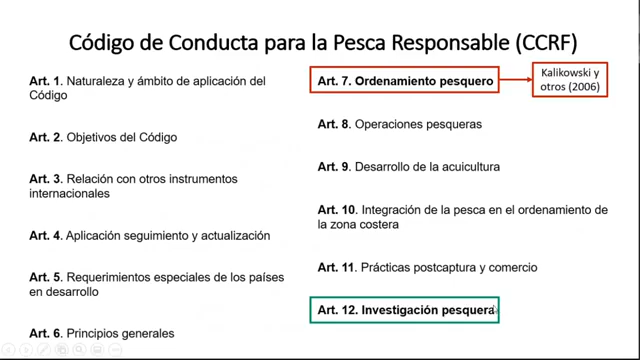 Código de Conducta para la Pesca Responsable (CCRF)
Art. 1. Naturaleza y ámbito de aplicación del
Código
Art. 2. Objetivos del Código
Art. 3. Relación con otros instrumentos
internacionales
Art. 4. Aplicación seguimiento y actualización
Art. 5. Requerimientos especiales de los países
en desarrollo
Art. 6. Principios generales
Art. 7. Ordenamiento pesquero
Kalikowski y
otros (2006)
Art. 8. Operaciones pesqueras
Art. 9. Desarrollo de la acuicultura
Art. 10. Integración de la pesca en el ordenamiento de
la zona costera
Art. 11. Prácticas postcaptura y comercio
Art. 12. Investigación pesquera